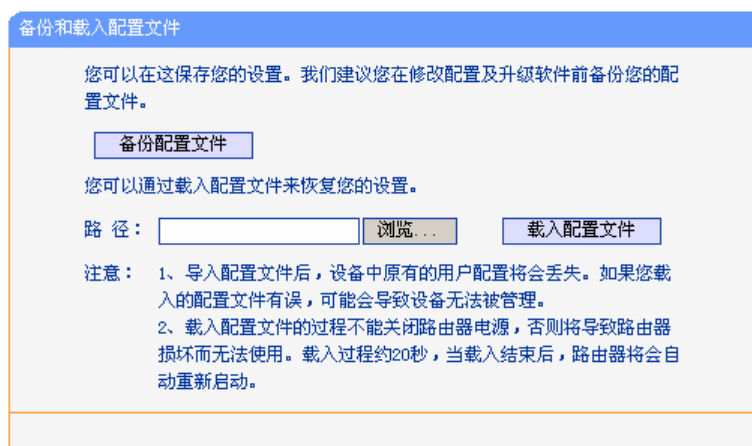 备份和载入配置文件
您可以在这保存您的设置。我们建议您在修改配置及升级软件前备份您的配
置文件。
备份配置文件
您可以通过载入配置文件来恢复您的设置。
路 径： 浏览... 载入配置文件
注意： 1、导入配置文件后，设备中原有的用户配置将会丢失。如果您载
入的配置文件有误，可能会导致设备无法被管理。
2、载入配置文件的过程不能关闭路由器电源，否则将导致路由器
损坏而无法使用。载入过程约20秒，当载入结束后，路由器将会自
动重新启动。